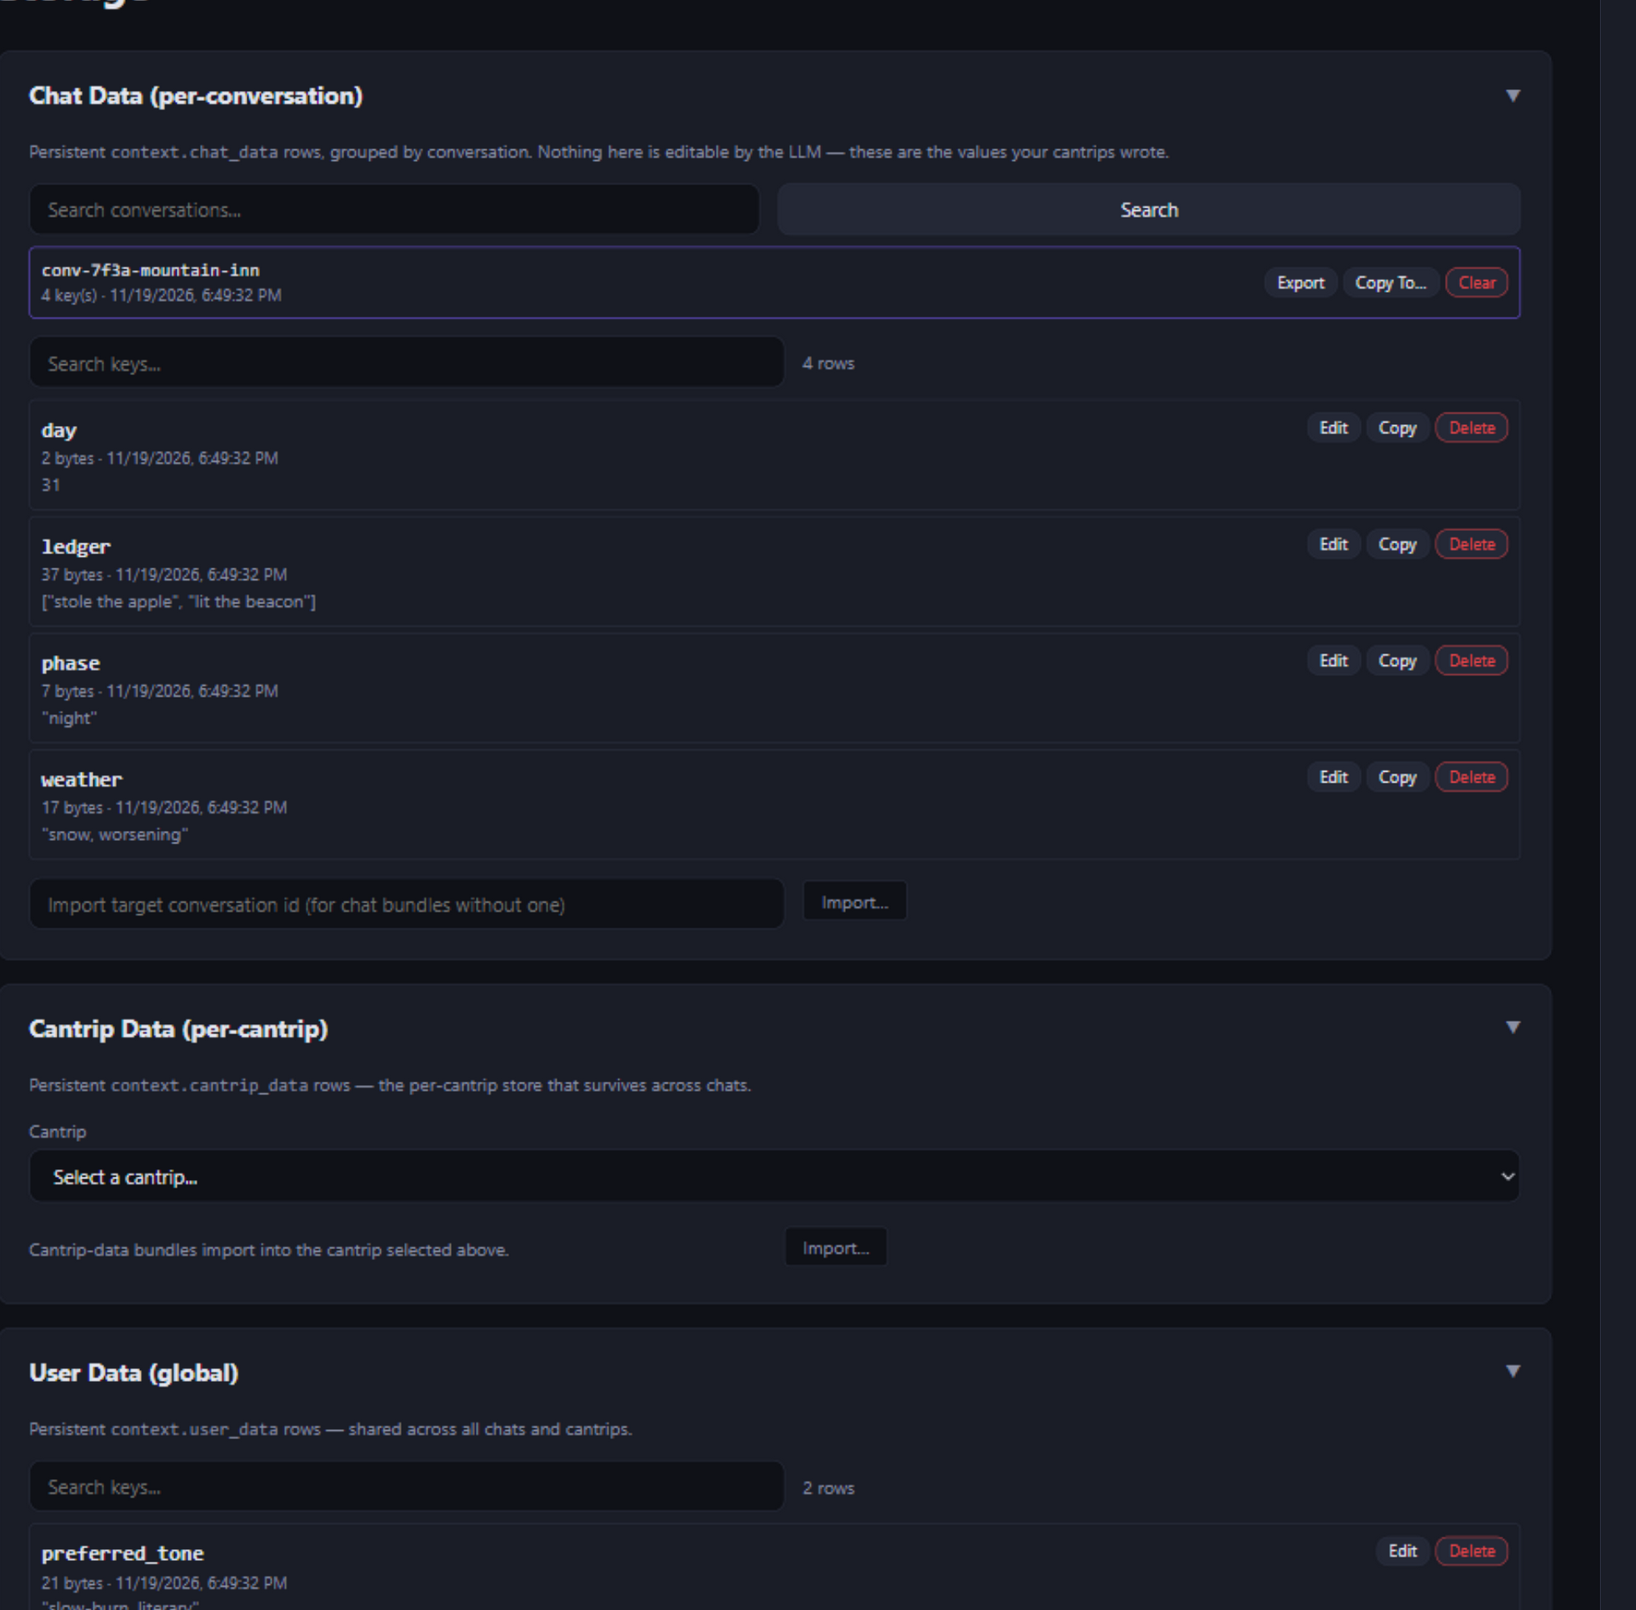 Storage
Chat Data (per-conversation)
▼
Persistent context.chat_data rows, grouped by conversation. Nothing here is editable by the LLM — these are the values your cantrips wrote.
Search conversations...
Search
conv-7f3a-mountain-inn
4 key(s) · 11/19/2026, 6:49:32 PM
Export
Copy To...
Clear
Search keys...
4 rows
day
2 bytes · 11/19/2026, 6:49:32 PM
31
Edit
Copy
Delete
ledger
37 bytes · 11/19/2026, 6:49:32 PM
["stole the apple", "lit the beacon"]
Edit
Copy
Delete
phase
7 bytes · 11/19/2026, 6:49:32 PM
"night"
Edit
Copy
Delete
weather
17 bytes · 11/19/2026, 6:49:32 PM
"snow, worsening"
Edit
Copy
Delete
Import target conversation id (for chat bundles without one)
Import...
Cantrip Data (per-cantrip)
▼
Persistent context.cantrip_data rows — the per-cantrip store that survives across chats.
Cantrip
Select a cantrip...
Cantrip-data bundles import into the cantrip selected above.
Import...
User Data (global)
▼
Persistent context.user_data rows — shared across all chats and cantrips.
Search keys...
2 rows
preferred_tone
21 bytes · 11/19/2026, 6:49:32 PM
"slow-burn, literary"
Edit
Delete